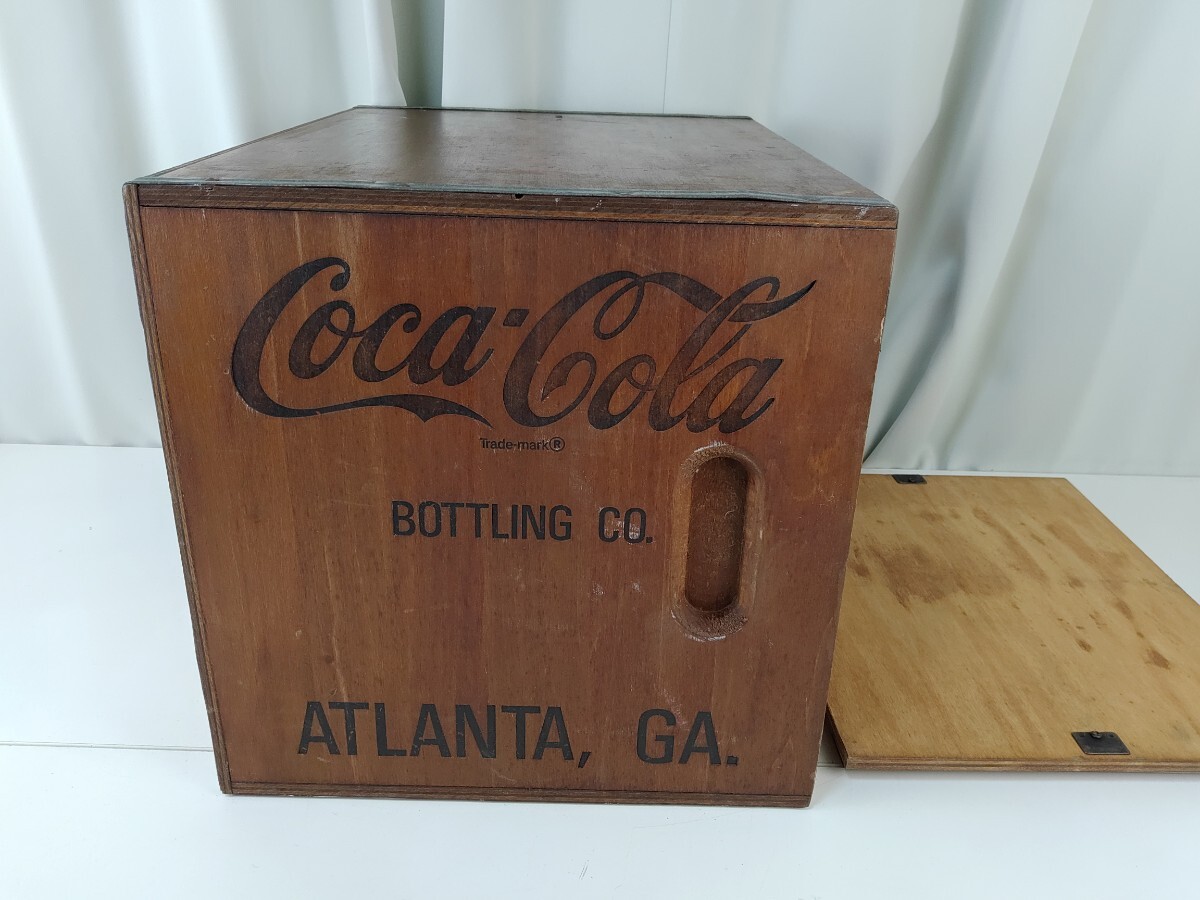 Coca-Cola
Trade-mark®
BOTTLING CO.
ATLANTA, GA.